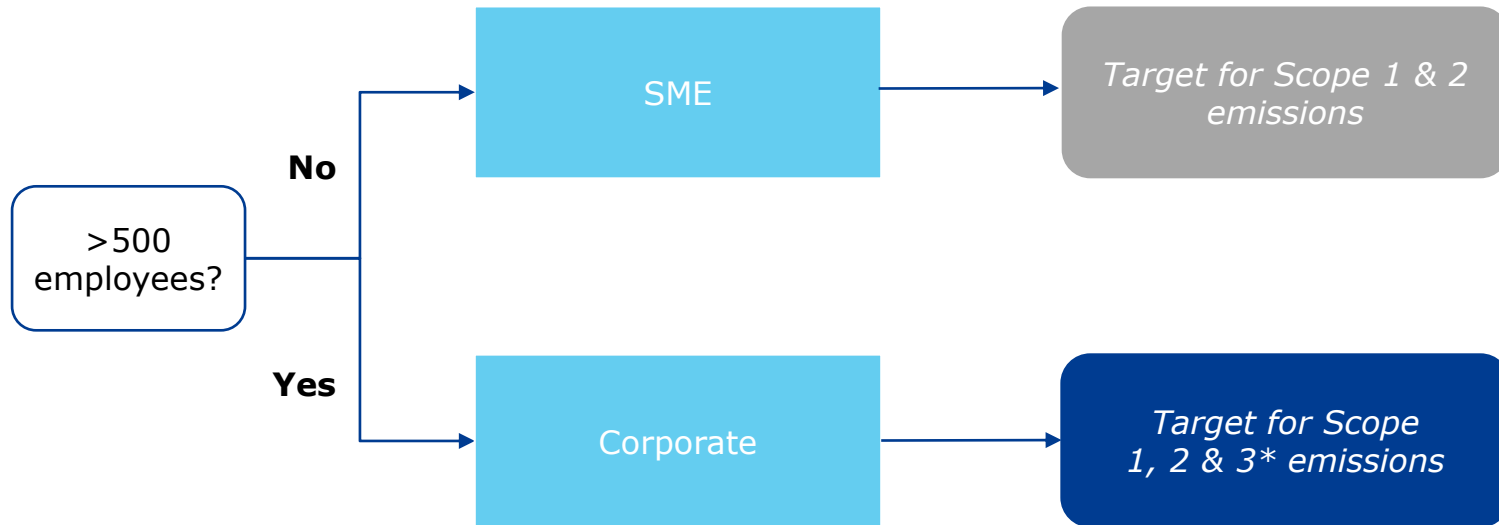 SME
Target for Scope 1 & 2
emissions
No
>500
employees?
Yes
Corporate
Target for Scope
1, 2 & 3* emissions